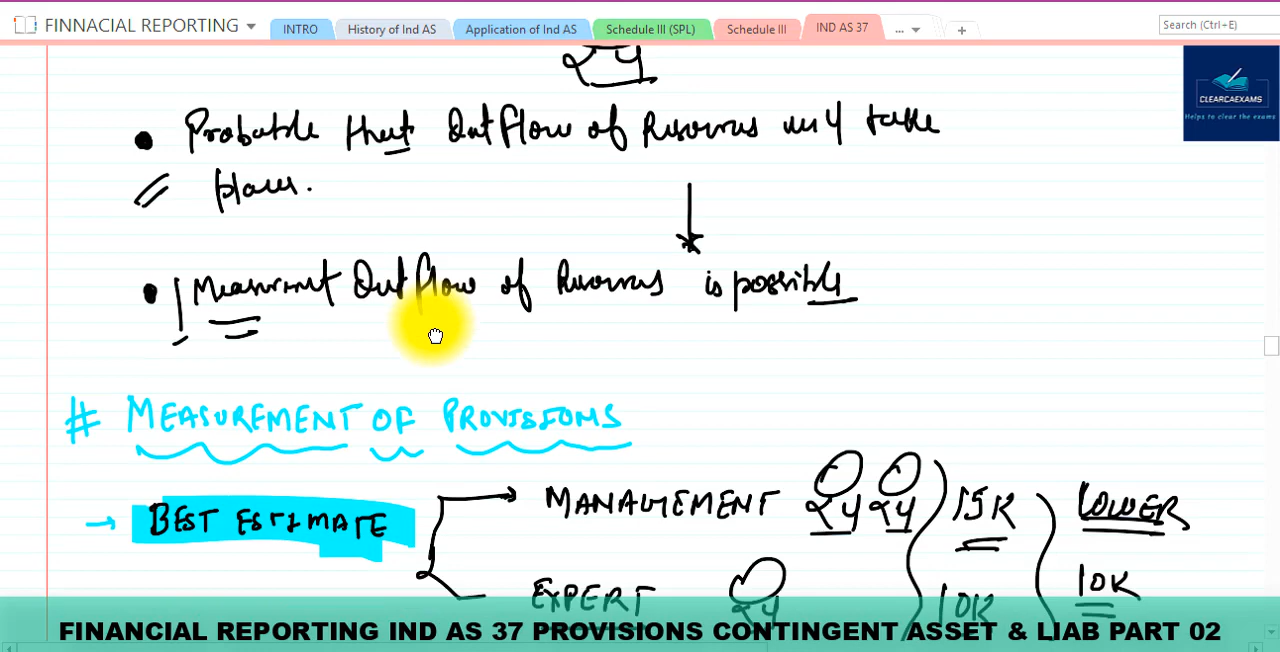 FINNACIAL REPORTING
INTRO
History of Ind AS
Application of Ind AS
Schedule III (SPL)
Schedule III
IND AS 37
...
Search (Ctrl+E)
CLEARCAEXAMS
Helps to clear the exams
Probable that Outflow of Resources take
place.
Outflow of Resources is possible
# MEASUREMENT OF PROVISIONS
BEST ESTIMATE
MANAGEMENT 15K LOWER
EXPERT 10K 10K
FINANCIAL REPORTING IND AS 37 PROVISIONS CONTINGENT ASSET & LIAB PART 02